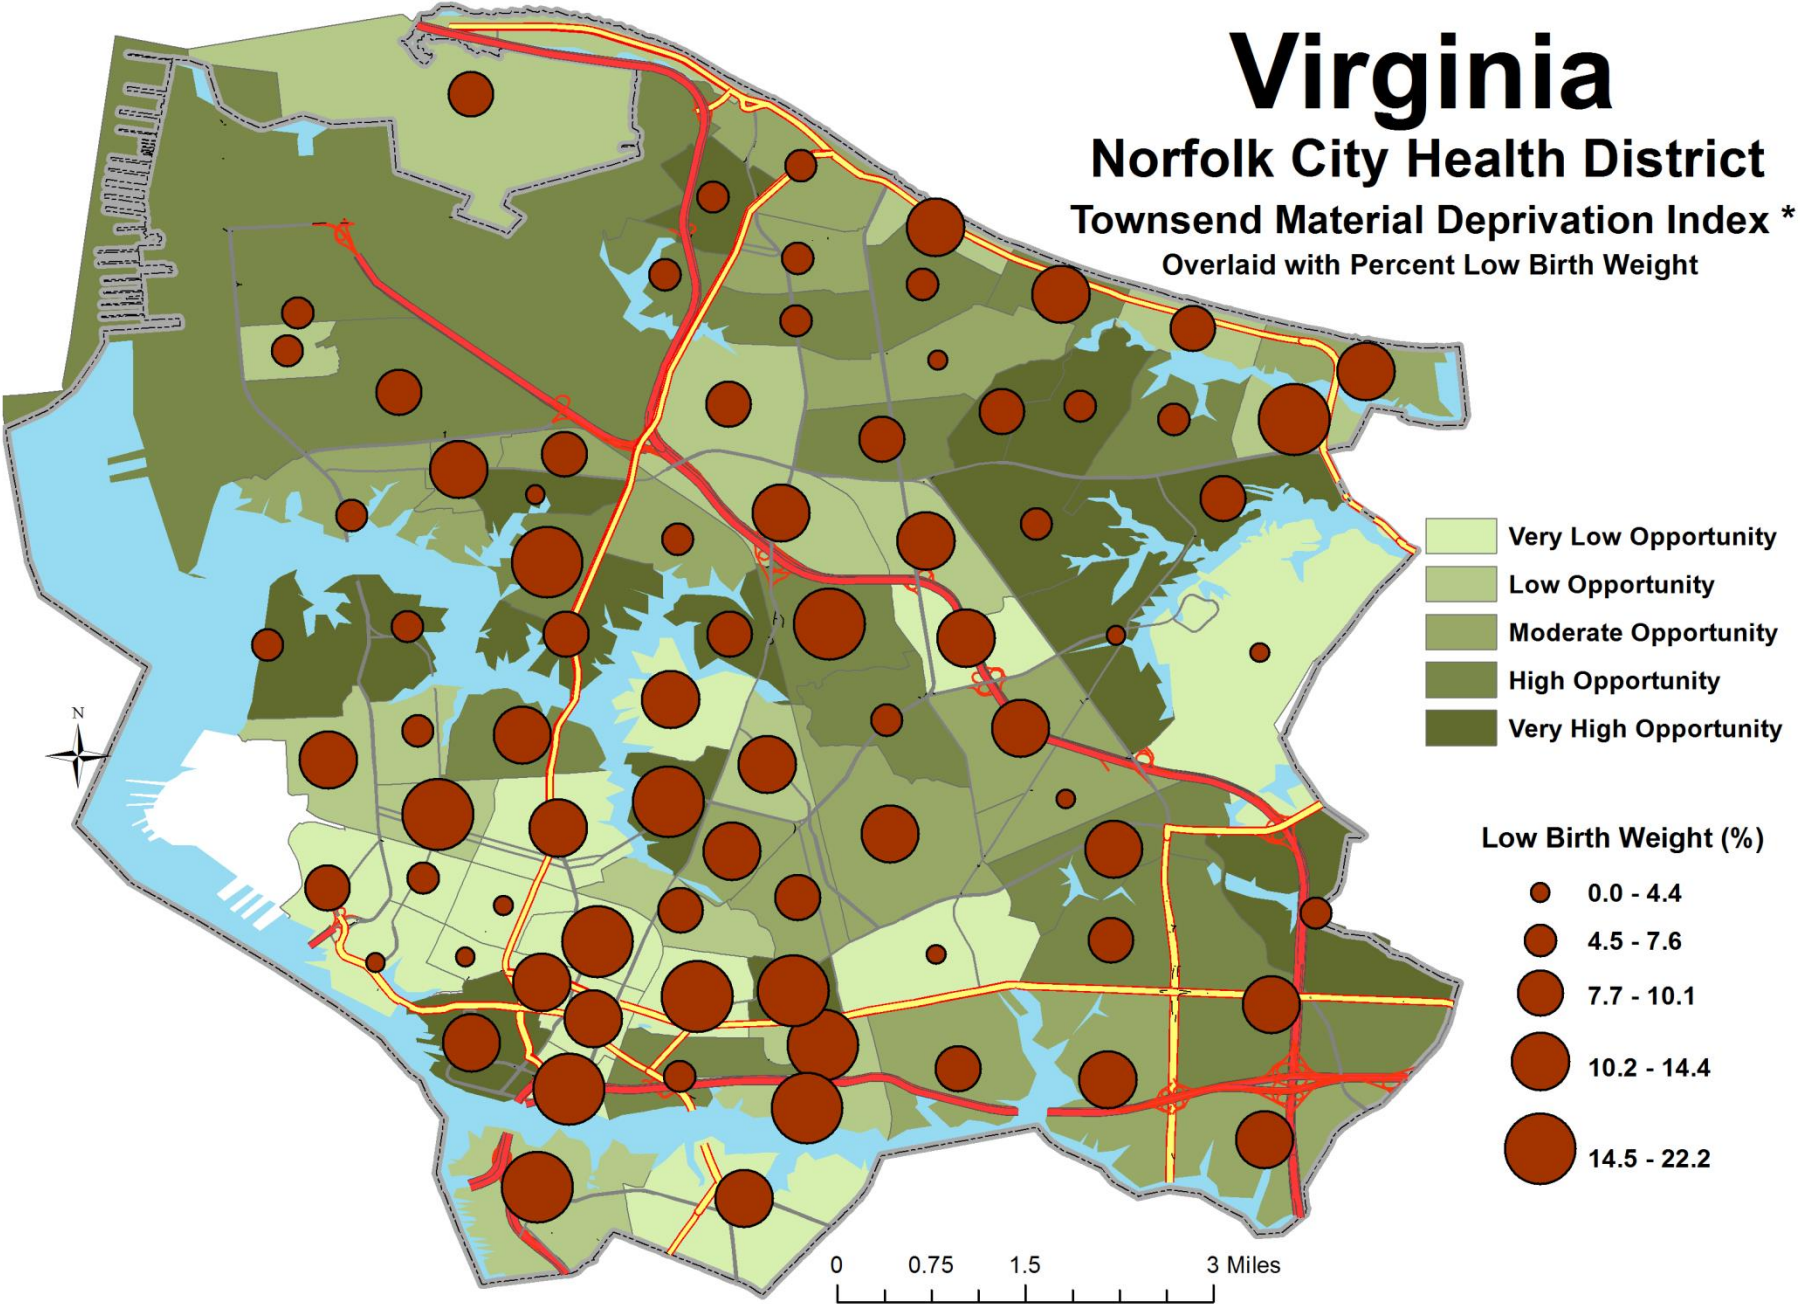 Virginia
Norfolk City Health District
Townsend Material Deprivation Index *
Overlaid with Percent Low Birth Weight
Very Low Opportunity
Low Opportunity
Moderate Opportunity
High Opportunity
Very High Opportunity
N
Low Birth Weight (%)
0.0 - 4.4
4.5 - 7.6
7.7 - 10.1
10.2 - 14.4
14.5 - 22.2
0 0.75 1.5 3 Miles